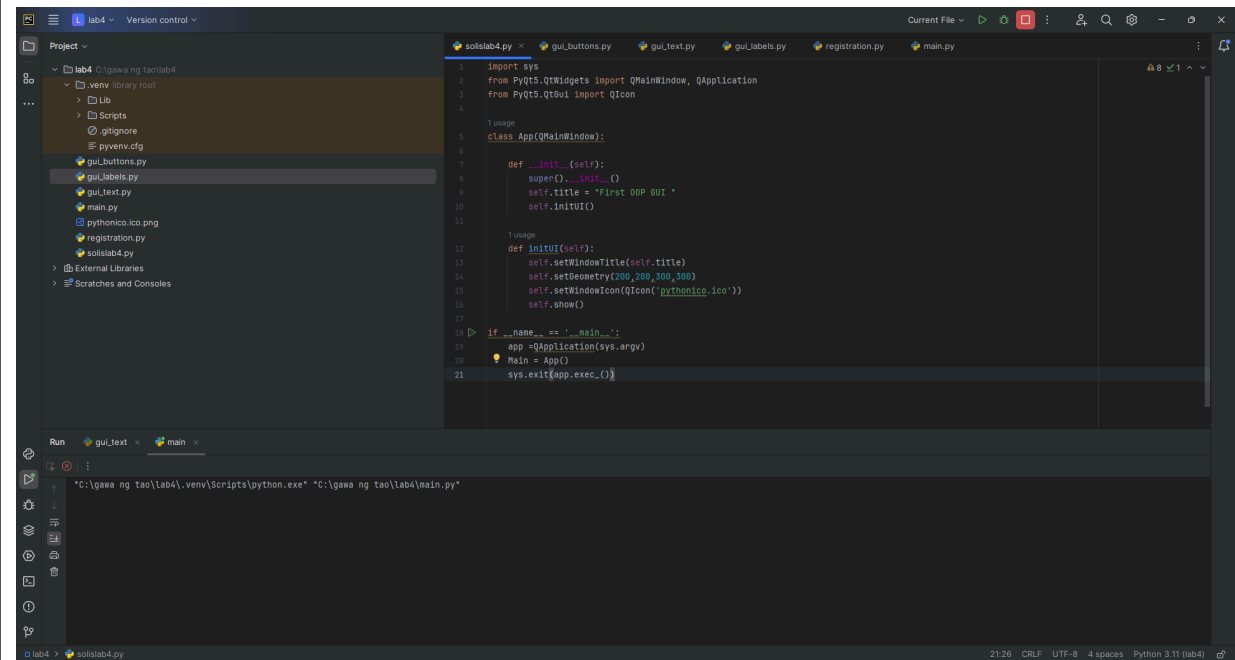 PC L lab4 Version control Current File
Project
solislab4.py gui_buttons.py gui_text.py gui_labels.py registration.py main.py
lab4 C:\gawa ng tao\lab4
.venv library root
Lib
Scripts
.gitignore
pyvenv.cfg
gui_buttons.py
gui_labels.py
gui_text.py
main.py
pythonico.ico.png
registration.py
solislab4.py
External Libraries
Scratches and Consoles
8 1
1 import sys
2 from PyQt5.QtWidgets import QMainWindow, QApplication
3 from PyQt5.QtGui import QIcon
4
1 usage
5 class App(QMainWindow):
6
7 def __init__(self):
8 super().__init__()
9 self.title = "First OOP GUI "
10 self.initUI()
11
1 usage
12 def initUI(self):
13 self.setWindowTitle(self.title)
14 self.setGeometry(200,200,300,300)
15 self.setWindowIcon(QIcon('pythonico.ico'))
16 self.show()
17
18 if __name__ == '__main__':
19 app =QApplication(sys.argv)
20 Main = App()
21 sys.exit(app.exec_())
Run gui_text main
"C:\gawa ng tao\lab4\.venv\Scripts\python.exe" "C:\gawa ng tao\lab4\main.py"
lab4 > solislab4.py 21:26 CRLF UTF-8 4 spaces Python 3.11 (lab4)